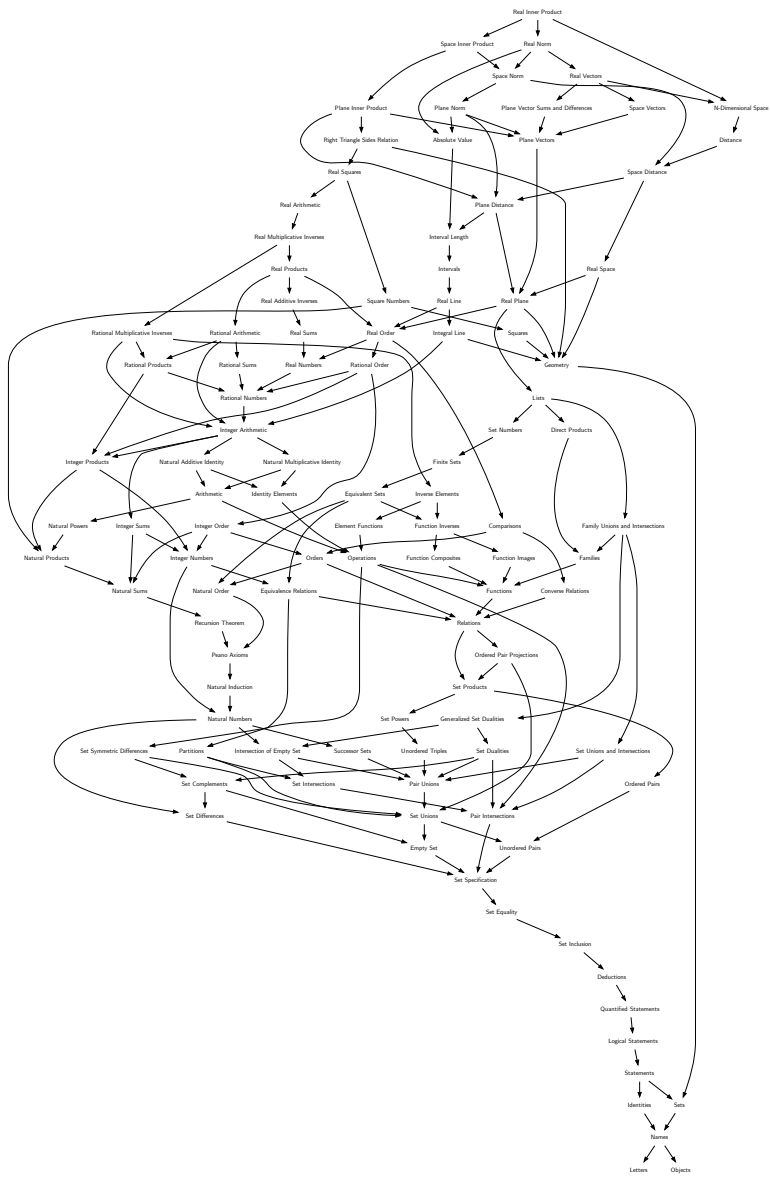 Real Inner Product
Space Inner Product
Real Norm
Space Norm
Real Vectors
Plane Inner Product
Plane Norm
Plane Vector Sums and Differences
Space Vectors
N-Dimensional Space
Right Triangle Sides Relation
Absolute Value
Plane Vectors
Distance
Real Squares
Space Distance
Real Arithmetic
Plane Distance
Real Multiplicative Inverses
Interval Length
Real Products
Intervals
Real Space
Real Additive Inverses
Square Numbers
Real Line
Real Plane
Rational Multiplicative Inverses
Rational Arithmetic
Real Sums
Real Order
Integral Line
Squares
Rational Products
Rational Sums
Real Numbers
Rational Order
Geometry
Rational Numbers
Lists
Integer Arithmetic
Set Numbers
Direct Products
Integer Products
Natural Additive Identity
Natural Multiplicative Identity
Finite Sets
Arithmetic
Identity Elements
Equivalent Sets
Inverse Elements
Natural Powers
Integer Sums
Integer Order
Element Functions
Function Inverses
Comparisons
Family Unions and Intersections
Natural Products
Integer Numbers
Orders
Operations
Function Composites
Function Images
Families
Natural Sums
Natural Order
Equivalence Relations
Functions
Converse Relations
Recursion Theorem
Relations
Peano Axioms
Ordered Pair Projections
Natural Induction
Set Products
Natural Numbers
Set Powers
Generalized Set Dualities
Set Symmetric Differences
Partitions
Intersection of Empty Set
Successor Sets
Unordered Triples
Set Dualities
Set Unions and Intersections
Set Complements
Set Intersections
Pair Unions
Ordered Pairs
Set Differences
Set Unions
Pair Intersections
Empty Set
Unordered Pairs
Set Specification
Set Equality
Set Inclusion
Deductions
Quantified Statements
Logical Statements
Statements
Identities
Sets
Names
Letters
Objects